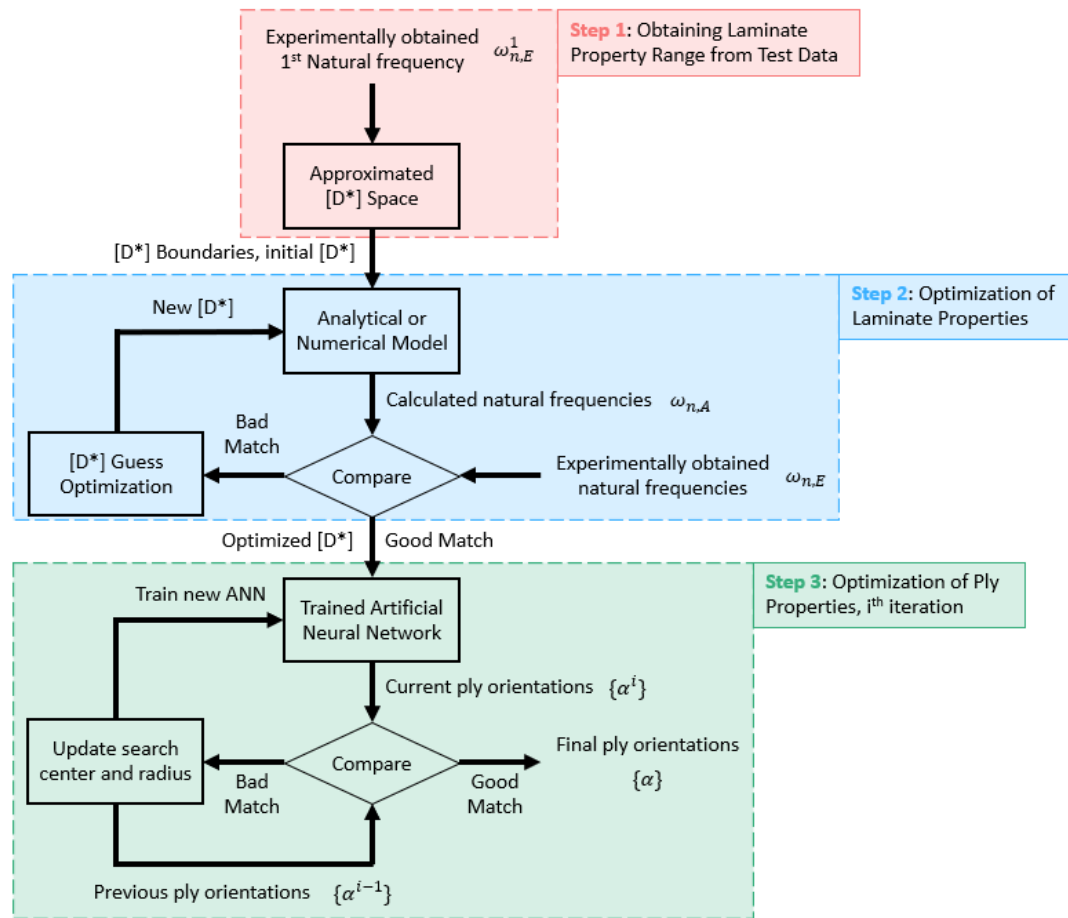 Experimentally obtained
1st Natural frequency ω¹ₙ,E
Step 1: Obtaining Laminate
Property Range from Test Data
Approximated
[D*] Space
[D*] Boundaries, initial [D*]
Step 2: Optimization of
Laminate Properties
New [D*]
Analytical or
Numerical Model
Calculated natural frequencies ωₙ,A
Bad
Match
[D*] Guess
Optimization
Compare
Experimentally obtained
natural frequencies ωₙ,E
Optimized [D*]
Good Match
Step 3: Optimization of Ply
Properties, ith iteration
Train new ANN
Trained Artificial
Neural Network
Current ply orientations {αⁱ}
Update search
center and radius
Bad
Match
Compare
Good
Match
Final ply orientations
{α}
Previous ply orientations {αⁱ⁻¹}